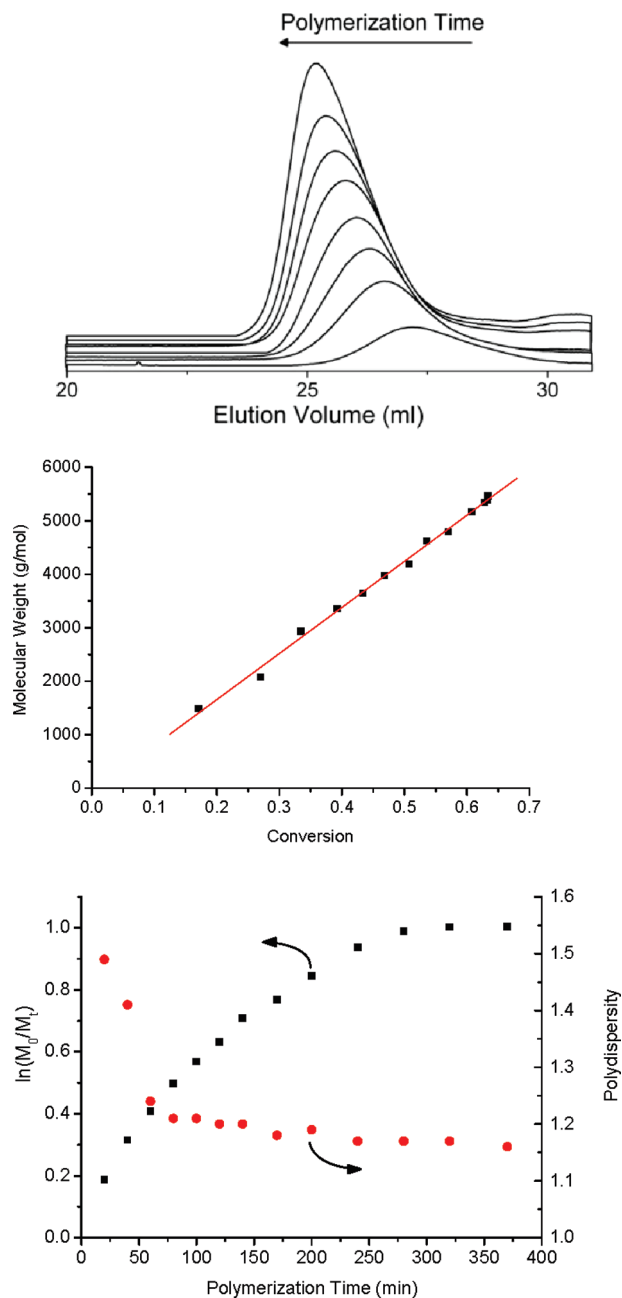 Polymerization Time
20 25 30
Elution Volume (ml)
6000
5000
4000
3000
2000
1000
0
Molecular Weight (g/mol)
0.0 0.1 0.2 0.3 0.4 0.5 0.6 0.7
Conversion
1.0
0.8
0.6
0.4
0.2
0.0
ln(M₀/Mₜ)
1.6
1.5
1.4
1.3
1.2
1.1
1.0
Polydispersity
0 50 100 150 200 250 300 350 400
Polymerization Time (min)